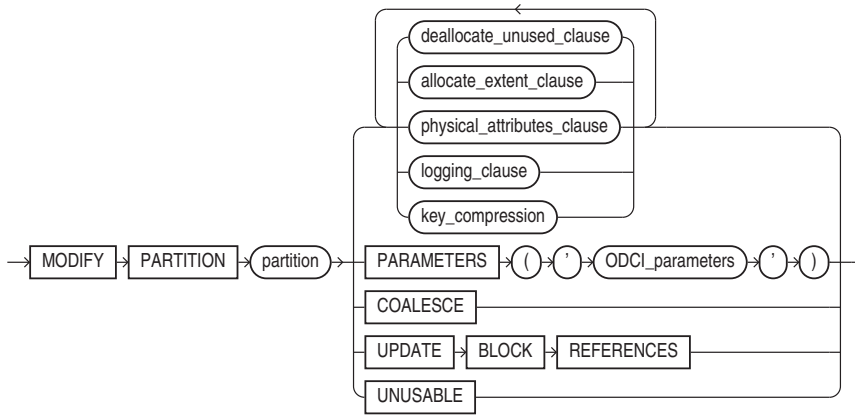 deallocate_unused_clause
allocate_extent_clause
physical_attributes_clause
logging_clause
key_compression
MODIFY PARTITION partition PARAMETERS ( ’ ODCI_parameters ’ )
COALESCE
UPDATE BLOCK REFERENCES
UNUSABLE